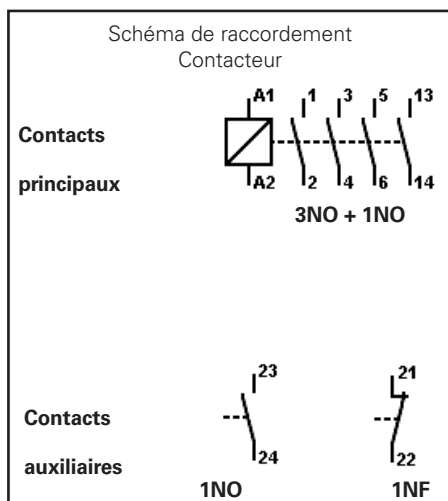 Schéma de raccordement
Contacteur
A1 1 3 5 13
Contacts
principaux
A2 2 4 6 14
3NO + 1NO
23 21
Contacts
auxiliaires
24 22
1NO 1NF